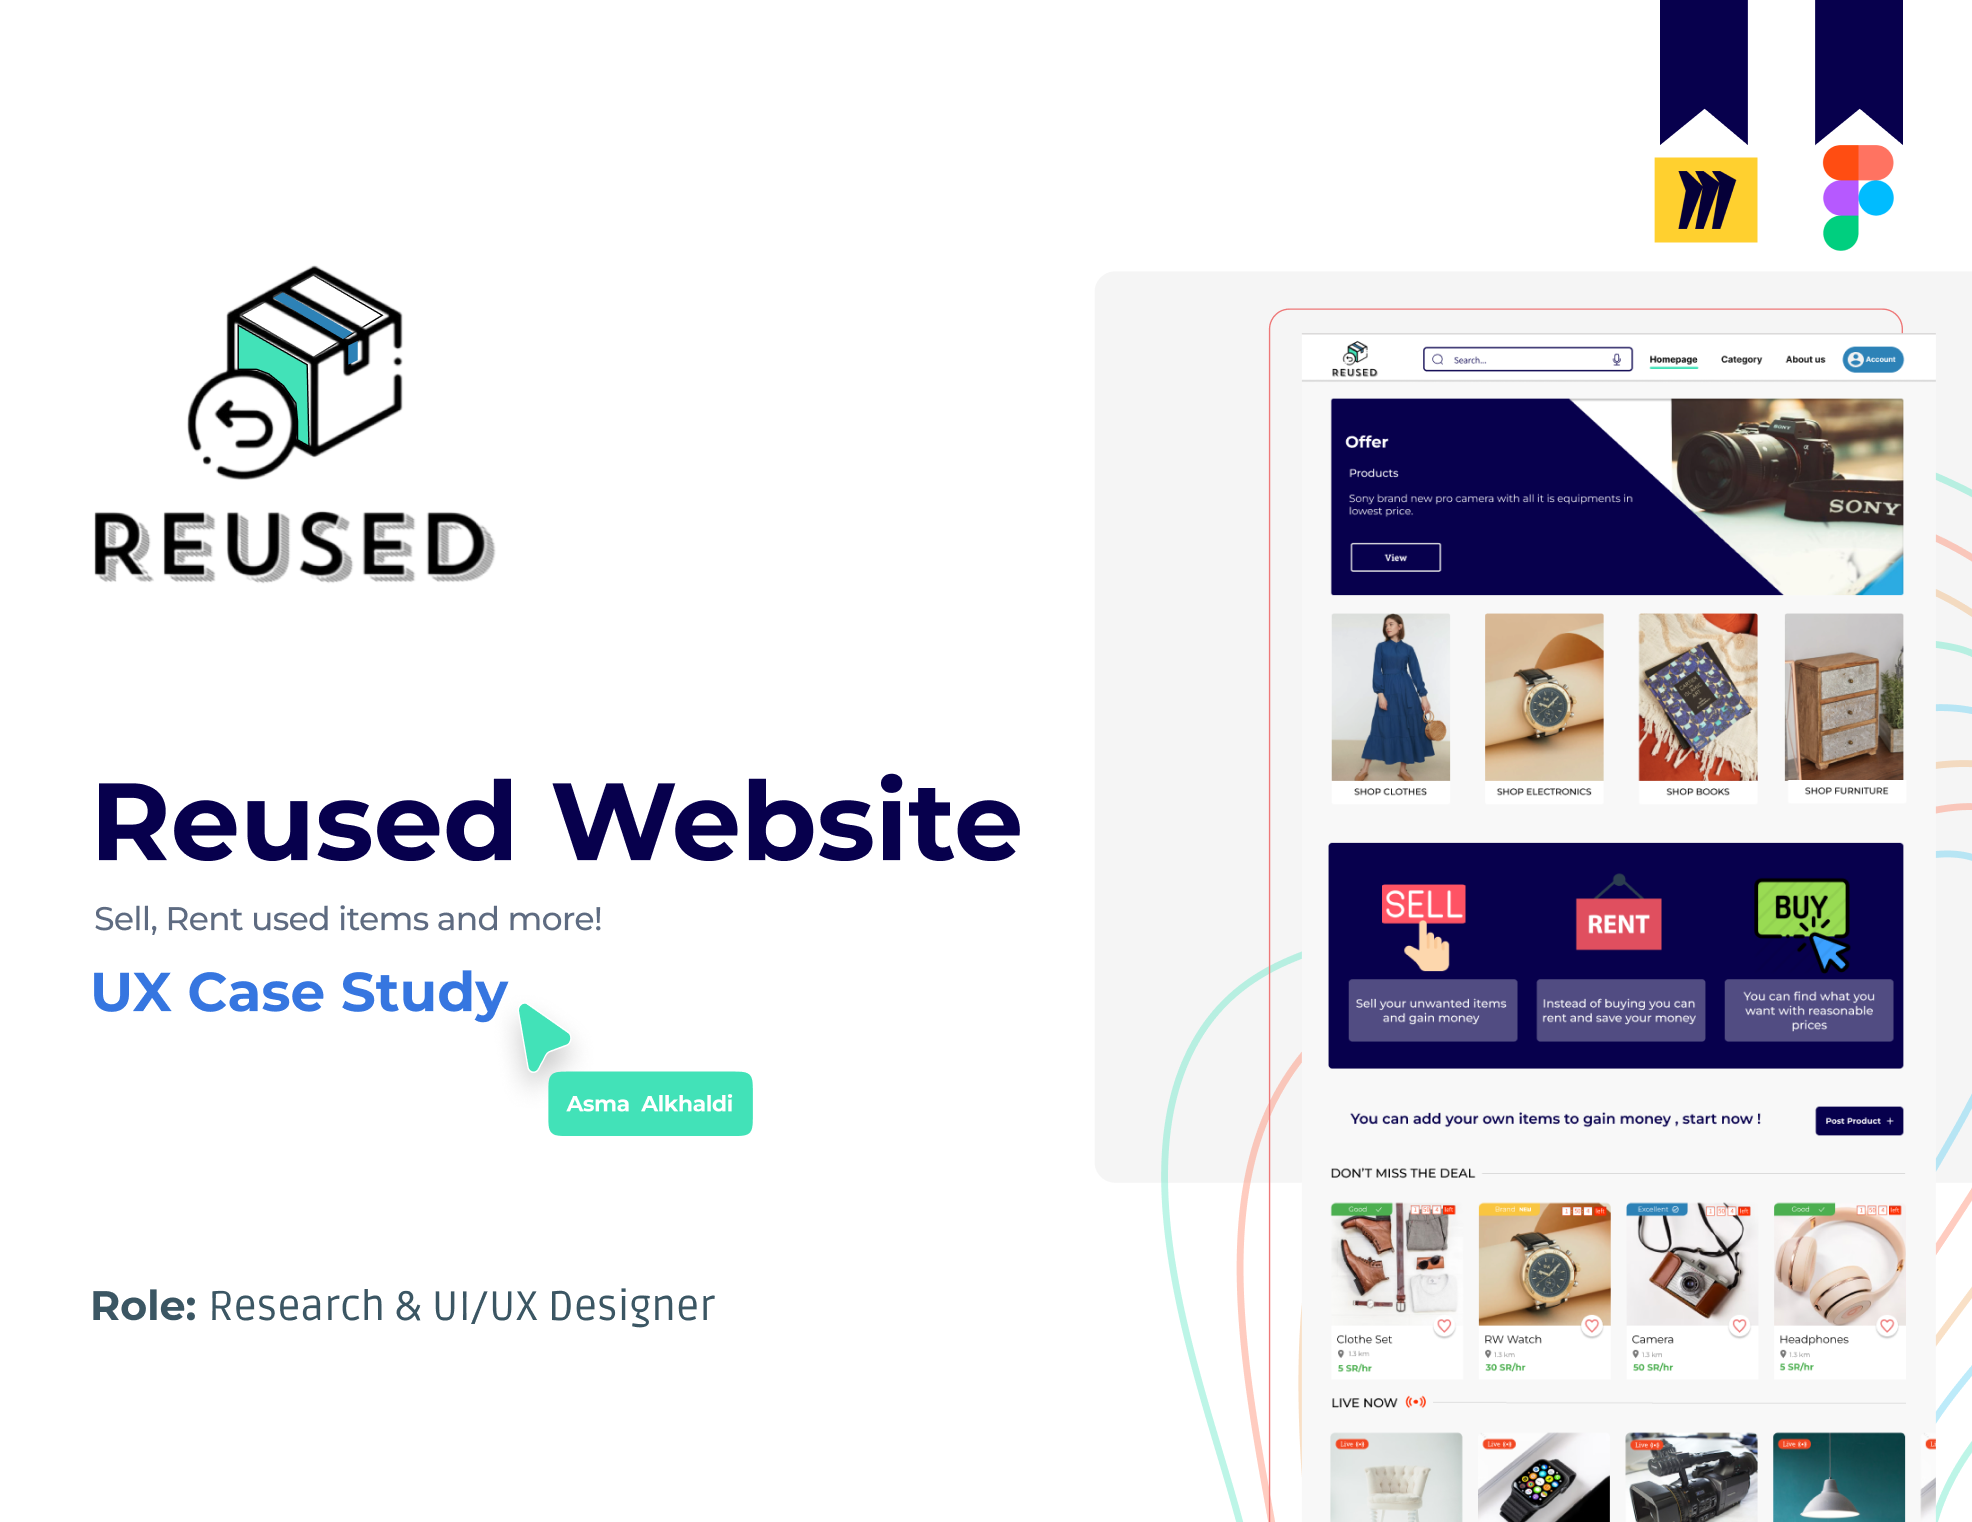 REUSED
Reused Website
Sell, Rent used items and more!
UX Case Study
Asma Alkhaldi
Role: Research & UI/UX Designer
REUSED
Search...
Homepage
Category
About us
Account
Offer
Products
Sony brand new pro camera with all it is equipments in
lowest price.
View
SONY
SONY
SHOP CLOTHES
SHOP ELECTRONICS
SHOP BOOKS
SHOP FURNITURE
SELL
RENT
BUY
Sell your unwanted items
and gain money
Instead of buying you can
rent and save your money
You can find what you
want with reasonable
prices
You can add your own items to gain money , start now !
Post Product +
DON'T MISS THE DEAL
Good
left
Brand New
left
Excellent
left
Good
left
Clothe Set
1.3 km
5 SR/hr
RW Watch
1.3 km
30 SR/hr
Camera
1.3 km
50 SR/hr
Headphones
1.3 km
5 SR/hr
LIVE NOW
Live
Live
Live
Live